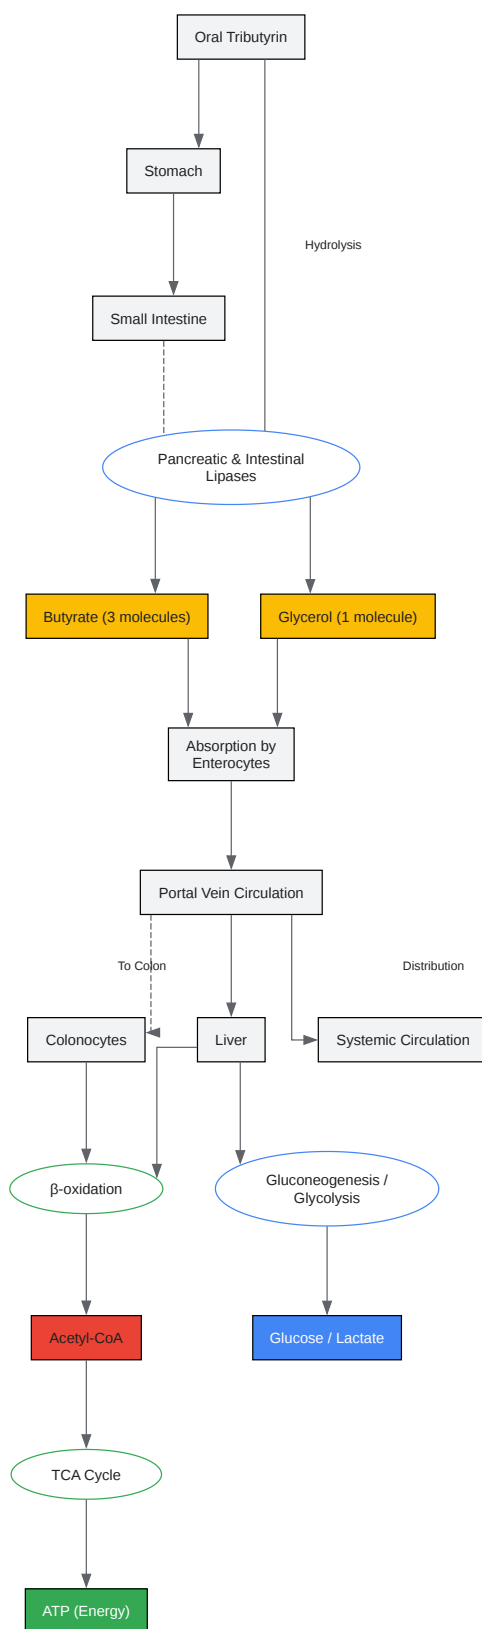 Oral Tributyrin
Stomach
Hydrolysis
Small Intestine
Pancreatic & Intestinal
Lipases
Butyrate (3 molecules)
Glycerol (1 molecule)
Absorption by
Enterocytes
Portal Vein Circulation
To Colon
Distribution
Colonocytes
Liver
Systemic Circulation
β-oxidation
Gluconeogenesis /
Glycolysis
Acetyl-CoA
Glucose / Lactate
TCA Cycle
ATP (Energy)